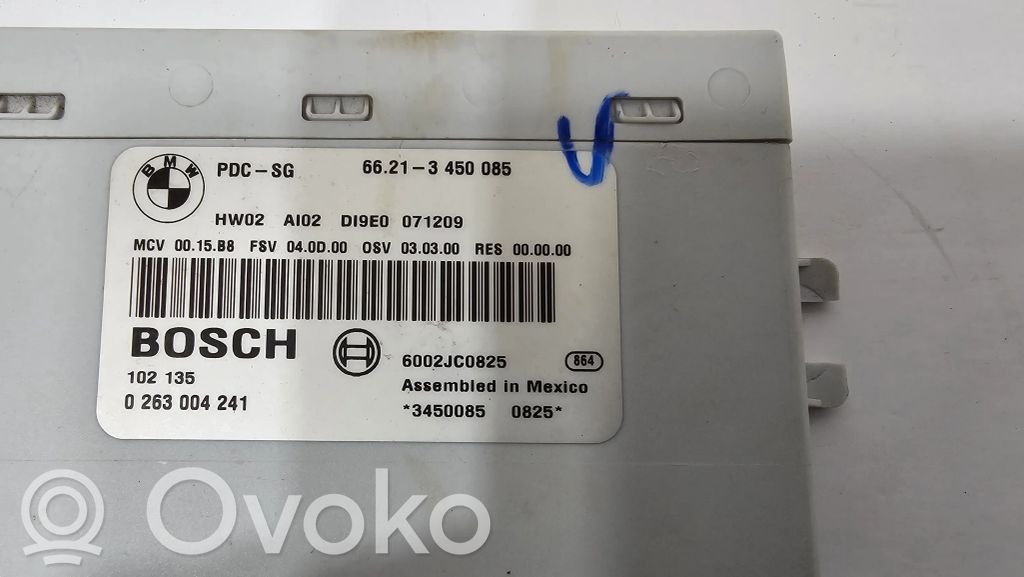 BMW
PDC-SG 66.21-3 450 085
HW02 AI02 DI9E0 071209
MCV 00.15.B8 FSV 04.0D.00 OSV 03.03.00 RES 00.00.00
BOSCH
6002JC0825 864
102 135 Assembled in Mexico
0 263 004 241 *3450085 0825*
Ovoko